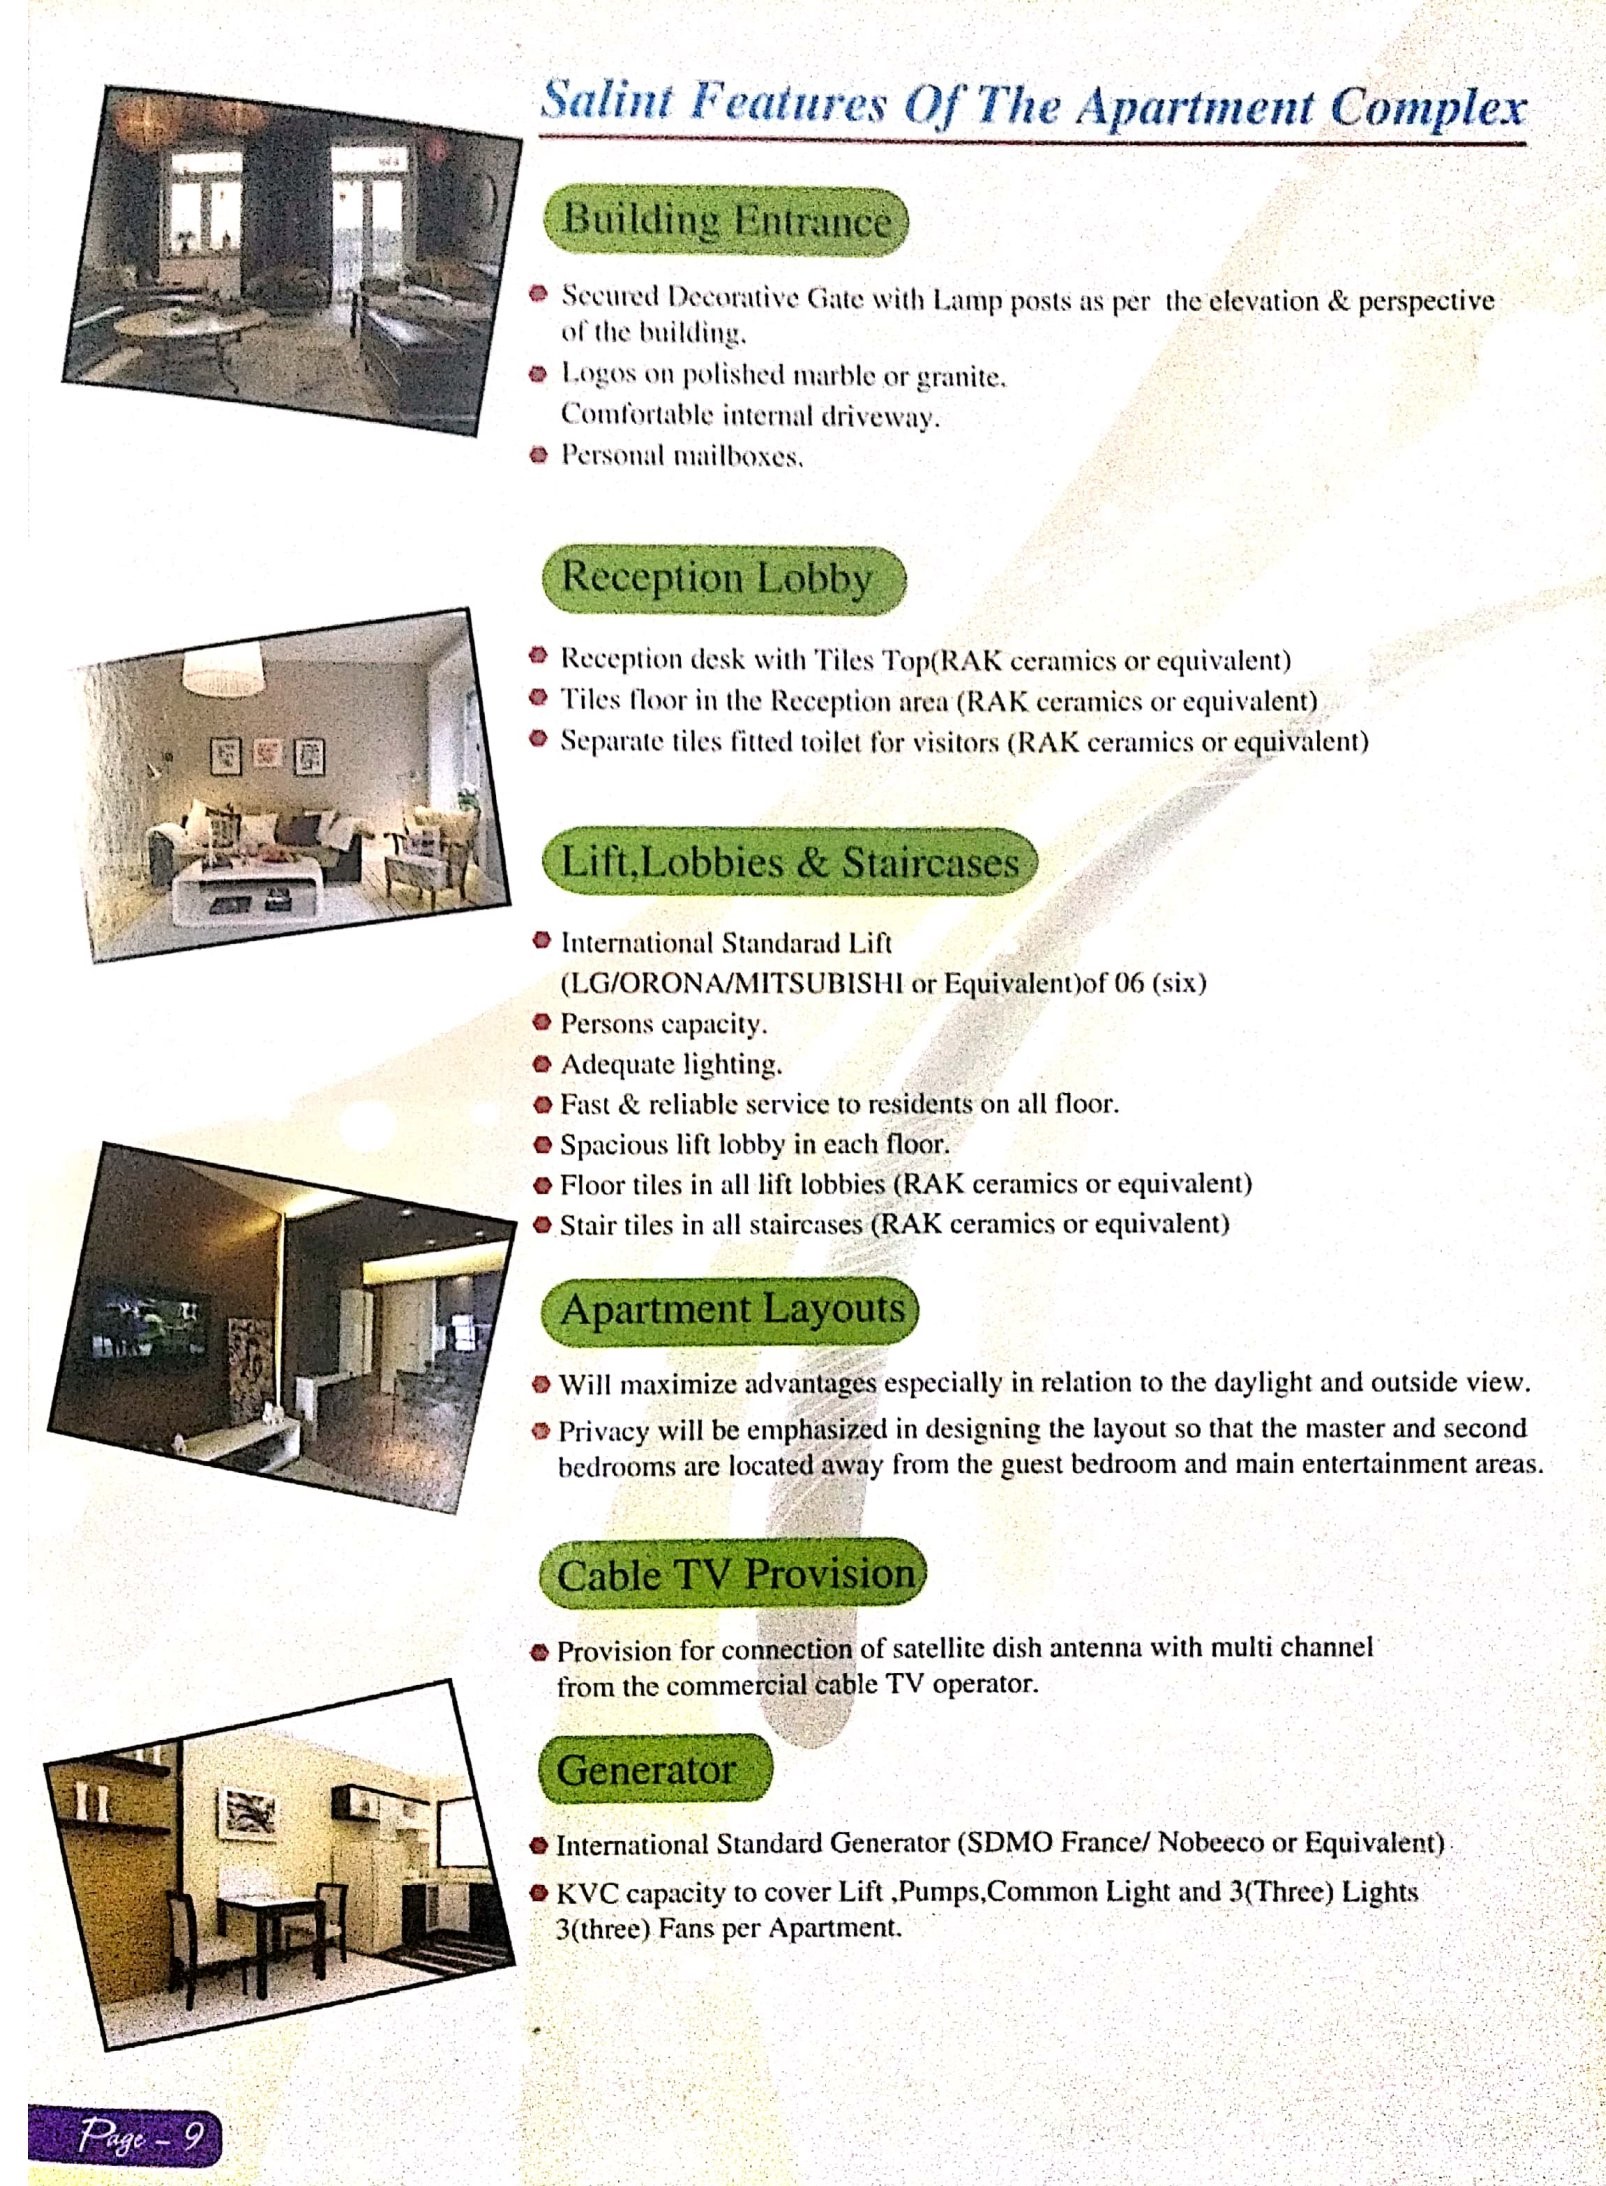 Salint Features Of The Apartment Complex
Building Entrance
Secured Decorative Gate with Lamp posts as per the elevation & perspective
of the building.
Logos on polished marble or granite.
Comfortable internal driveway.
Personal mailboxes.
Reception Lobby
Reception desk with Tiles Top(RAK ceramics or equivalent)
Tiles floor in the Reception area (RAK ceramics or equivalent)
Separate tiles fitted toilet for visitors (RAK ceramics or equivalent)
Lift,Lobbies & Staircases
International Standarad Lift
(LG/ORONA/MITSUBISHI or Equivalent)of 06 (six)
Persons capacity.
Adequate lighting.
Fast & reliable service to residents on all floor.
Spacious lift lobby in each floor.
Floor tiles in all lift lobbies (RAK ceramics or equivalent)
Stair tiles in all staircases (RAK ceramics or equivalent)
Apartment Layouts
Will maximize advantages especially in relation to the daylight and outside view.
Privacy will be emphasized in designing the layout so that the master and second
bedrooms are located away from the guest bedroom and main entertainment areas.
Cable TV Provision
Provision for connection of satellite dish antenna with multi channel
from the commercial cable TV operator.
Generator
International Standard Generator (SDMO France/ Nobeeco or Equivalent)
KVC capacity to cover Lift ,Pumps,Common Light and 3(Three) Lights
3(three) Fans per Apartment.
Page - 9